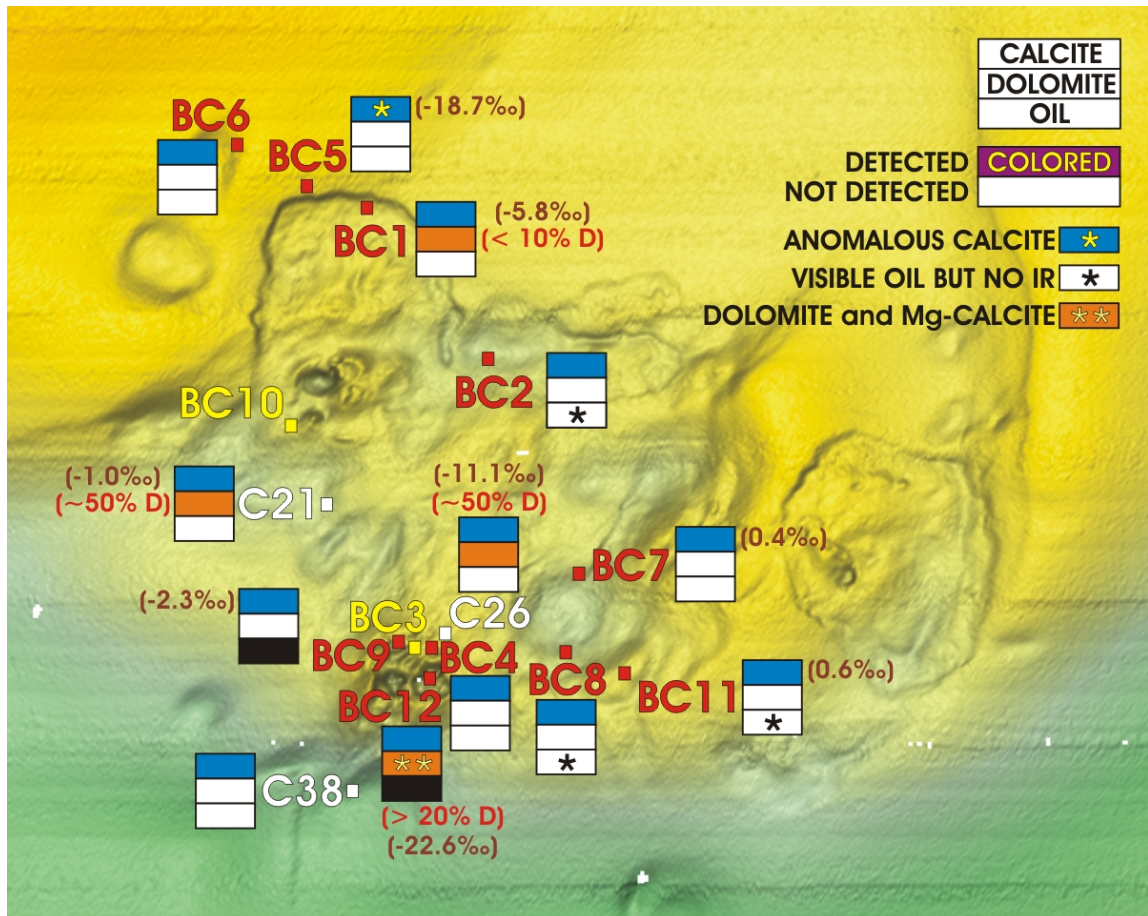 CALCITE
DOLOMITE
OIL
DETECTED COLORED
NOT DETECTED
ANOMALOUS CALCITE *
VISIBLE OIL BUT NO IR *
DOLOMITE and Mg-CALCITE **
BC6
* (-18.7‰)
BC5
BC1
(-5.8‰)
(< 10% D)
BC2
*
BC10
(-1.0‰)
(~50% D)
C21
(-11.1‰)
(~50% D)
BC7
(0.4‰)
(-2.3‰)
BC3
C26
BC9
BC4
BC12
BC8
*
BC11
(0.6‰)
*
C38
**
(> 20% D)
(-22.6‰)